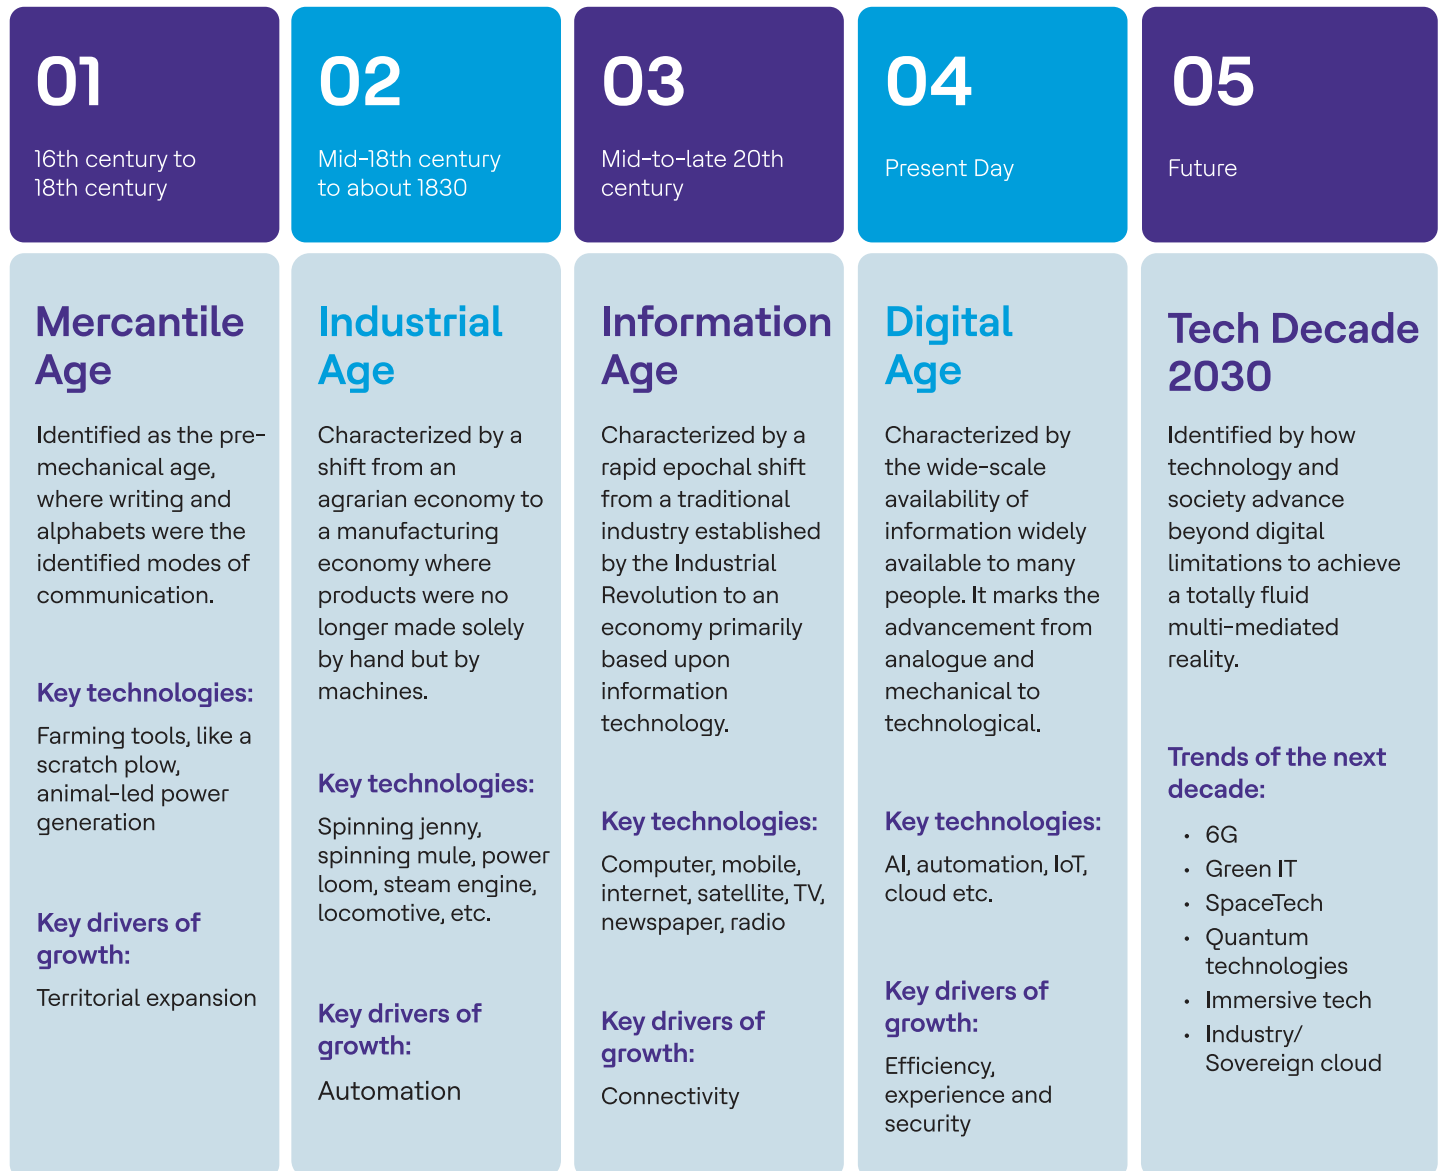 01
16th century to
18th century
Mercantile
Age
Identified as the pre-
mechanical age,
where writing and
alphabets were the
identified modes of
communication.
Key technologies:
Farming tools, like a
scratch plow,
animal-led power
generation
Key drivers of
growth:
Territorial expansion
02
Mid-18th century
to about 1830
Industrial
Age
Characterized by a
shift from an
agrarian economy to
a manufacturing
economy where
products were no
longer made solely
by hand but by
machines.
Key technologies:
Spinning jenny,
spinning mule, power
loom, steam engine,
locomotive, etc.
Key drivers of
growth:
Automation
03
Mid-to-late 20th
century
Information
Age
Characterized by a
rapid epochal shift
from a traditional
industry established
by the Industrial
Revolution to an
economy primarily
based upon
information
technology.
Key technologies:
Computer, mobile,
internet, satellite, TV,
newspaper, radio
Key drivers of
growth:
Connectivity
04
Present Day
Digital
Age
Characterized by
the wide-scale
availability of
information widely
available to many
people. It marks the
advancement from
analogue and
mechanical to
technological.
Key technologies:
AI, automation, IoT,
cloud etc.
Key drivers of
growth:
Efficiency,
experience and
security
05
Future
Tech Decade
2030
Identified by how
technology and
society advance
beyond digital
limitations to achieve
a totally fluid
multi-mediated
reality.
Trends of the next
decade:
• 6G
• Green IT
• SpaceTech
• Quantum
technologies
• Immersive tech
• Industry/
Sovereign cloud